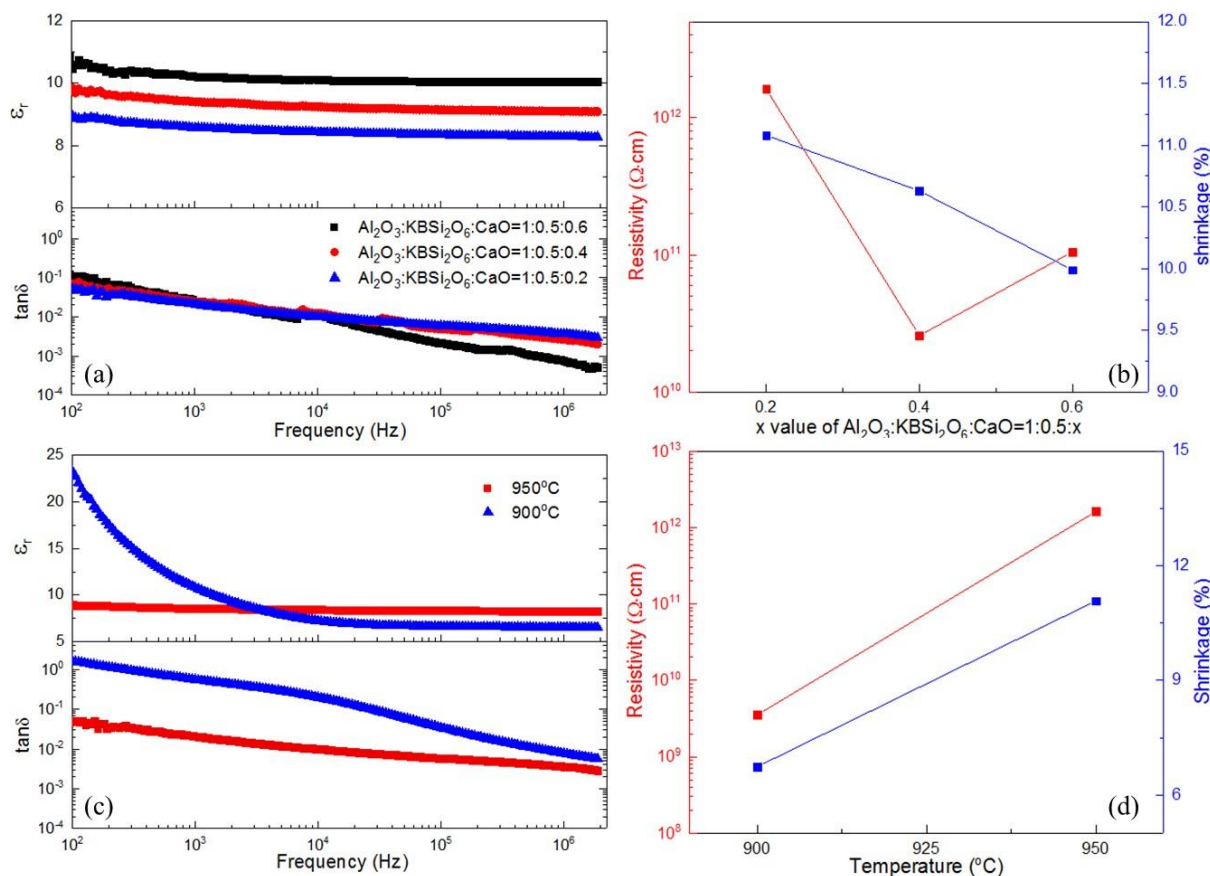 12
10
8
6
εᵣ
10⁰
10⁻¹
10⁻²
10⁻³
10⁻⁴
tanδ
Al₂O₃:KBSi₂O₆:CaO=1:0.5:0.6
Al₂O₃:KBSi₂O₆:CaO=1:0.5:0.4
Al₂O₃:KBSi₂O₆:CaO=1:0.5:0.2
(a)
10² 10³ 10⁴ 10⁵ 10⁶
Frequency (Hz)
10¹²
10¹¹
10¹⁰
Resistivity (Ω·cm)
12.0
11.5
11.0
10.5
10.0
9.5
9.0
shrinkage (%)
(b)
0.2 0.4 0.6
x value of Al₂O₃:KBSi₂O₆:CaO=1:0.5:x
25
20
15
10
5
εᵣ
950°C
900°C
10⁰
10⁻¹
10⁻²
10⁻³
10⁻⁴
tanδ
(c)
10² 10³ 10⁴ 10⁵ 10⁶
Frequency (Hz)
10¹³
10¹²
10¹¹
10¹⁰
10⁹
10⁸
Resistivity (Ω·cm)
15
12
9
6
Shrinkage (%)
(d)
900 925 950
Temperature (°C)